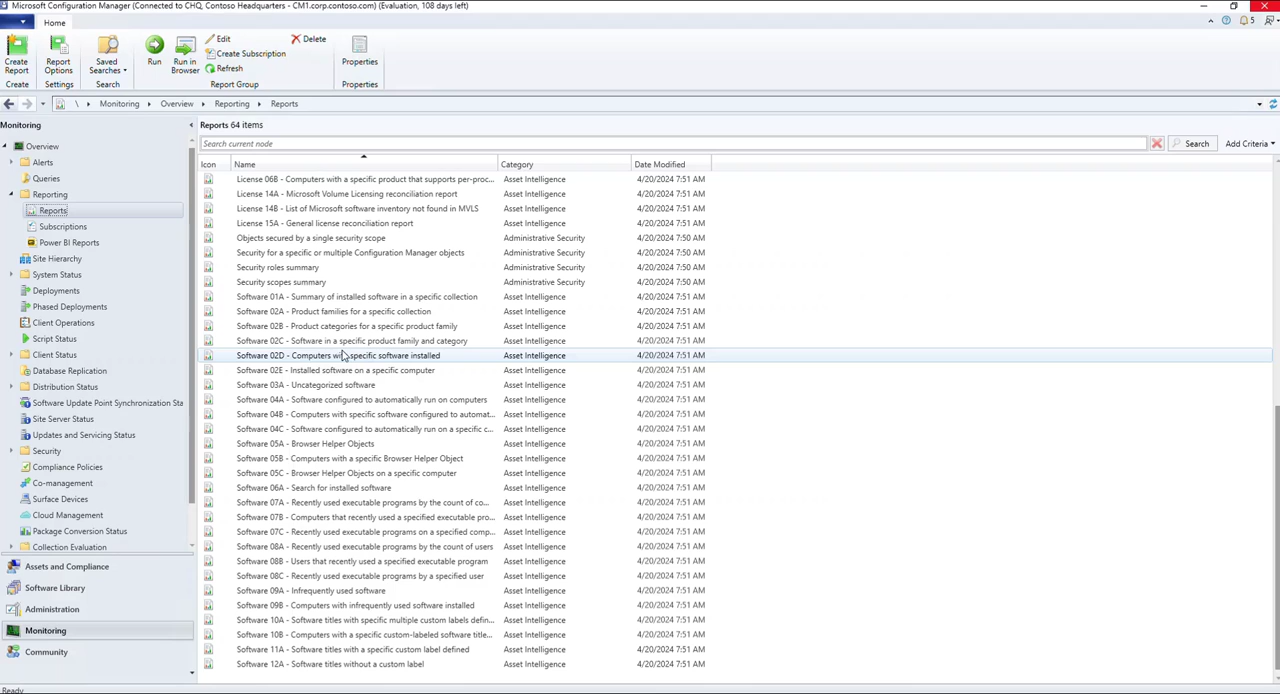 Microsoft Configuration Manager (Connected to CHQ, Contoso Headquarters - CM1.corp.contoso.com) (Evaluation, 108 days left)
Home
5
Create Report
Report Options
Saved Searches
Run
Run in Browser
Edit
Create Subscription
Refresh
Delete
Properties
Create
Settings
Search
Report Group
Properties
\ Monitoring Overview Reporting Reports
Monitoring
Overview
Alerts
Queries
Reporting
Reports
Subscriptions
Power BI Reports
Site Hierarchy
System Status
Deployments
Phased Deployments
Client Operations
Script Status
Client Status
Database Replication
Distribution Status
Software Update Point Synchronization Sta
Site Server Status
Updates and Servicing Status
Security
Compliance Policies
Co-management
Surface Devices
Cloud Management
Package Conversion Status
Collection Evaluation
Assets and Compliance
Software Library
Administration
Monitoring
Community
Ready
Reports 64 items
Search current node
Search
Add Criteria
Icon Name Category Date Modified
License 06B - Computers with a specific product that supports per-proc... Asset Intelligence 4/20/2024 7:51 AM
License 14A - Microsoft Volume Licensing reconciliation report Asset Intelligence 4/20/2024 7:51 AM
License 14B - List of Microsoft software inventory not found in MVLS Asset Intelligence 4/20/2024 7:51 AM
License 15A - General license reconciliation report Asset Intelligence 4/20/2024 7:51 AM
Objects secured by a single security scope Administrative Security 4/20/2024 7:50 AM
Security for a specific or multiple Configuration Manager objects Administrative Security 4/20/2024 7:50 AM
Security roles summary Administrative Security 4/20/2024 7:50 AM
Security scopes summary Administrative Security 4/20/2024 7:50 AM
Software 01A - Summary of installed software in a specific collection Asset Intelligence 4/20/2024 7:51 AM
Software 02A - Product families for a specific collection Asset Intelligence 4/20/2024 7:51 AM
Software 02B - Product categories for a specific product family Asset Intelligence 4/20/2024 7:51 AM
Software 02C - Software in a specific product family and category Asset Intelligence 4/20/2024 7:51 AM
Software 02D - Computers with specific software installed Asset Intelligence 4/20/2024 7:51 AM
Software 02E - Installed software on a specific computer Asset Intelligence 4/20/2024 7:51 AM
Software 03A - Uncategorized software Asset Intelligence 4/20/2024 7:51 AM
Software 04A - Software configured to automatically run on computers Asset Intelligence 4/20/2024 7:51 AM
Software 04B - Computers with specific software configured to automat... Asset Intelligence 4/20/2024 7:51 AM
Software 04C - Software configured to automatically run on a specific c... Asset Intelligence 4/20/2024 7:51 AM
Software 05A - Browser Helper Objects Asset Intelligence 4/20/2024 7:51 AM
Software 05B - Computers with a specific Browser Helper Object Asset Intelligence 4/20/2024 7:51 AM
Software 05C - Browser Helper Objects on a specific computer Asset Intelligence 4/20/2024 7:51 AM
Software 06A - Search for installed software Asset Intelligence 4/20/2024 7:51 AM
Software 07A - Recently used executable programs by the count of co... Asset Intelligence 4/20/2024 7:51 AM
Software 07B - Computers that recently used a specified executable pro... Asset Intelligence 4/20/2024 7:51 AM
Software 07C - Recently used executable programs on a specified comp... Asset Intelligence 4/20/2024 7:51 AM
Software 08A - Recently used executable programs by the count of users Asset Intelligence 4/20/2024 7:51 AM
Software 08B - Users that recently used a specified executable program Asset Intelligence 4/20/2024 7:51 AM
Software 08C - Recently used executable programs by a specified user Asset Intelligence 4/20/2024 7:51 AM
Software 09A - Infrequently used software Asset Intelligence 4/20/2024 7:51 AM
Software 09B - Computers with infrequently used software installed Asset Intelligence 4/20/2024 7:51 AM
Software 10A - Software titles with specific multiple custom labels defin... Asset Intelligence 4/20/2024 7:51 AM
Software 10B - Computers with a specific custom-labeled software title... Asset Intelligence 4/20/2024 7:51 AM
Software 11A - Software titles with a specific custom label defined Asset Intelligence 4/20/2024 7:51 AM
Software 12A - Software titles without a custom label Asset Intelligence 4/20/2024 7:51 AM